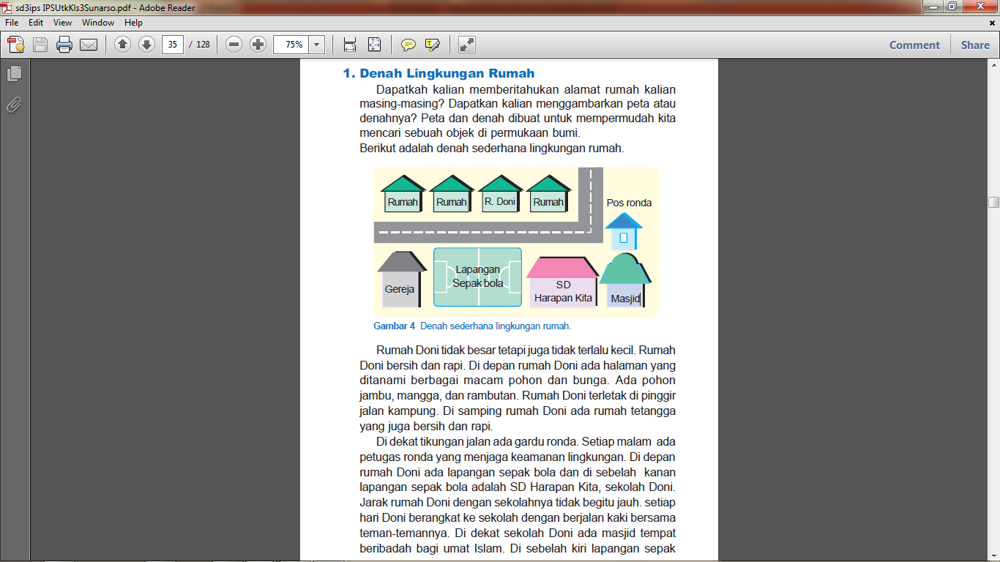 sd3ips IPSUtkKls3Sunarso.pdf - Adobe Reader
File Edit View Window Help
35 / 128 75% Comment Share
1. Denah Lingkungan Rumah
Dapatkah kalian memberitahukan alamat rumah kalian
masing-masing? Dapatkan kalian menggambarkan peta atau
denahnya? Peta dan denah dibuat untuk mempermudah kita
mencari sebuah objek di permukaan bumi.
Berikut adalah denah sederhana lingkungan rumah.
Rumah Rumah R. Doni Rumah
Pos ronda
Gereja
Lapangan
Sepak bola
SD
Harapan Kita
Masjid
Gambar 4 Denah sederhana lingkungan rumah.
Rumah Doni tidak besar tetapi juga tidak terlalu kecil. Rumah
Doni bersih dan rapi. Di depan rumah Doni ada halaman yang
ditanami berbagai macam pohon dan bunga. Ada pohon
jambu, mangga, dan rambutan. Rumah Doni terletak di pinggir
jalan kampung. Di samping rumah Doni ada rumah tetangga
yang juga bersih dan rapi.
Di dekat tikungan jalan ada gardu ronda. Setiap malam ada
petugas ronda yang menjaga keamanan lingkungan. Di depan
rumah Doni ada lapangan sepak bola dan di sebelah kanan
lapangan sepak bola adalah SD Harapan Kita, sekolah Doni.
Jarak rumah Doni dengan sekolahnya tidak begitu jauh. setiap
hari Doni berangkat ke sekolah dengan berjalan kaki bersama
teman-temannya. Di dekat sekolah Doni ada masjid tempat
beribadah bagi umat Islam. Di sebelah kiri lapangan sepak